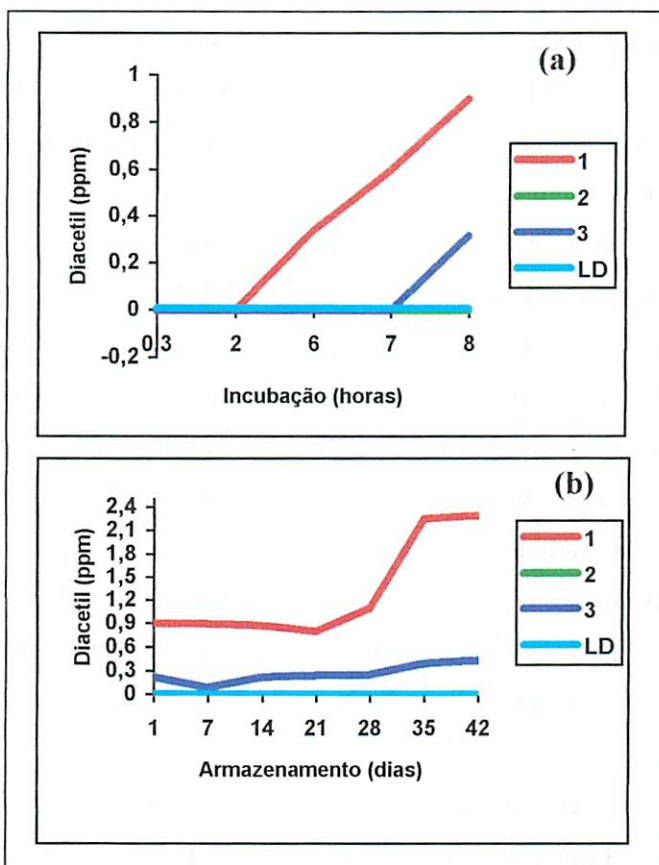 (a)
Diacetil (ppm)
1
0,8
0,6
0,4
0,2
0
-0,2
0,3 2 6 7 8
Incubação (horas)
1
2
3
LD
(b)
Diacetil (ppm)
2,4
2,1
1,8
1,5
1,2
0,9
0,6
0,3
0
1 7 14 21 28 35 42
Armazenamento (dias)
1
2
3
LD